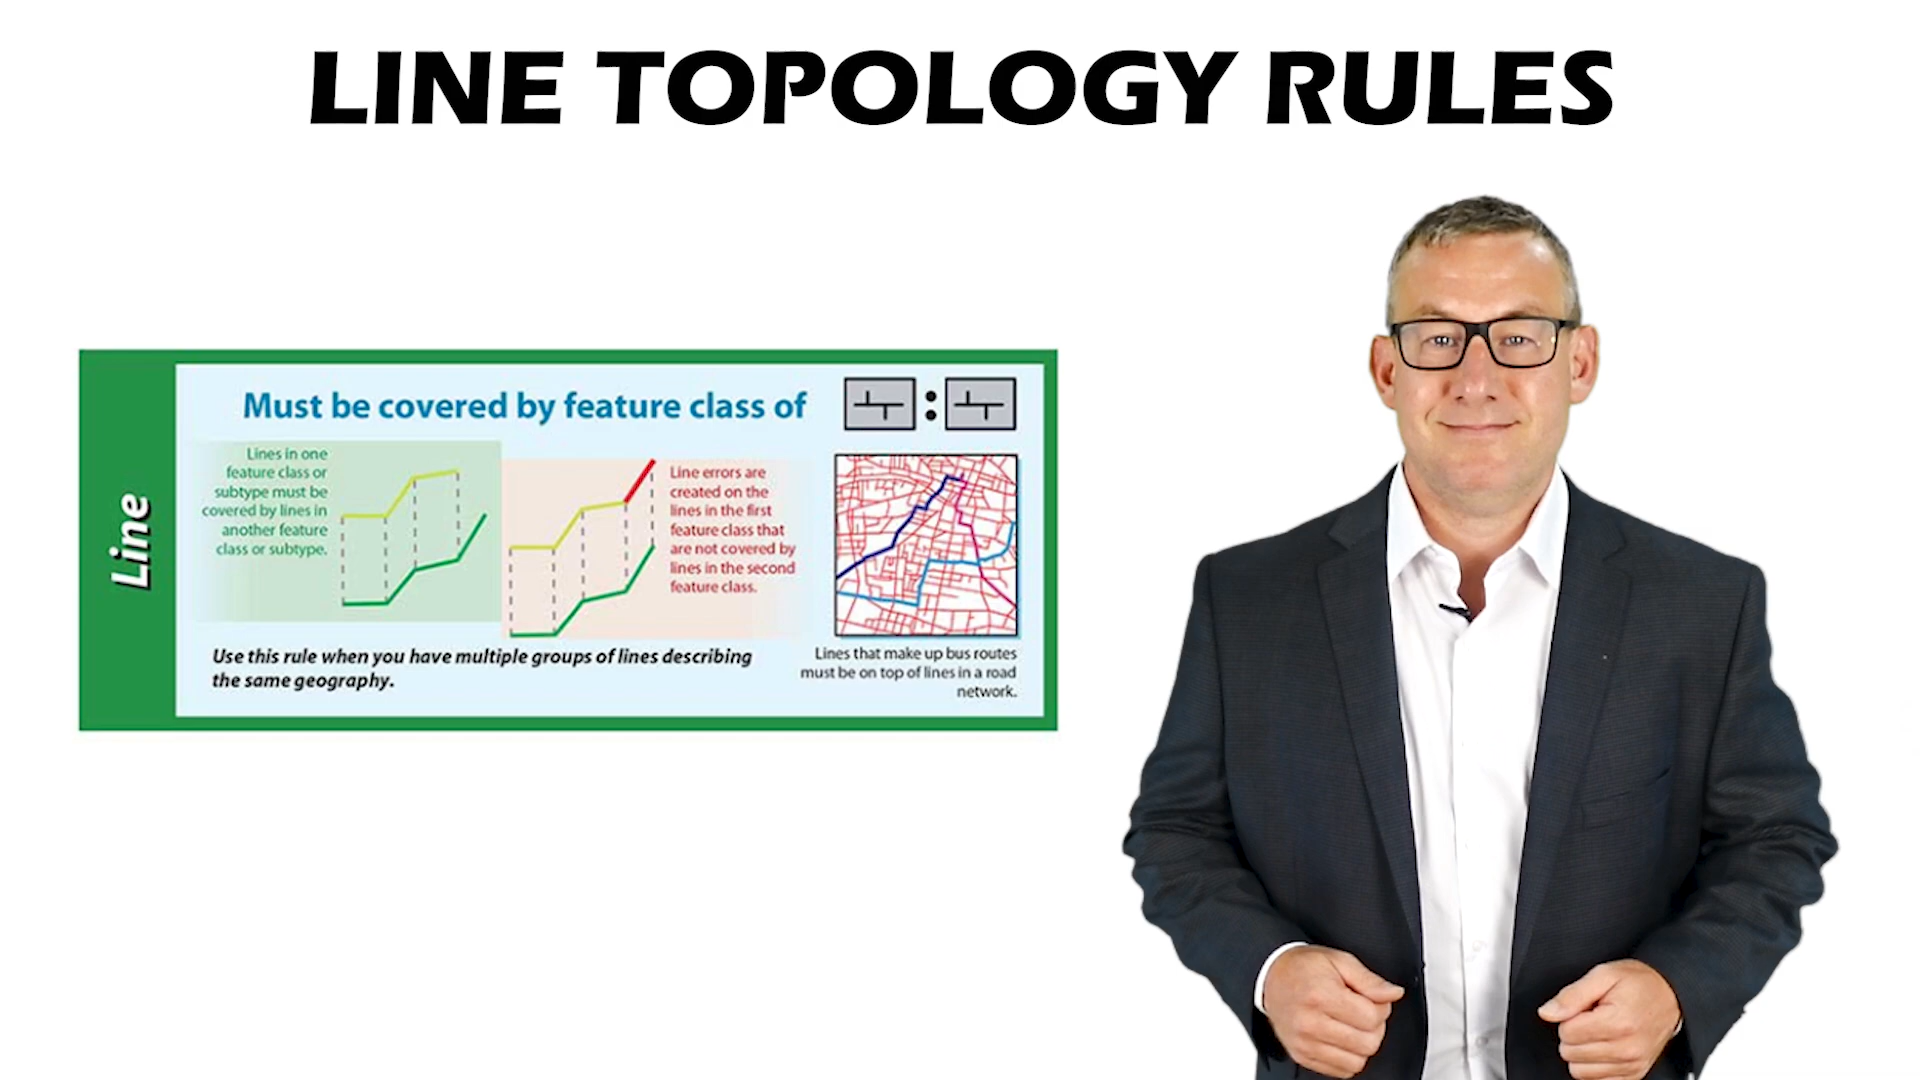 LINE TOPOLOGY RULES
Line
Must be covered by feature class of
Lines in one
feature class or
subtype must be
covered by lines in
another feature
class or subtype.
Line errors are
created on the
lines in the first
feature class that
are not covered by
lines in the second
feature class.
Use this rule when you have multiple groups of lines describing
the same geography.
Lines that make up bus routes
must be on top of lines in a road
network.